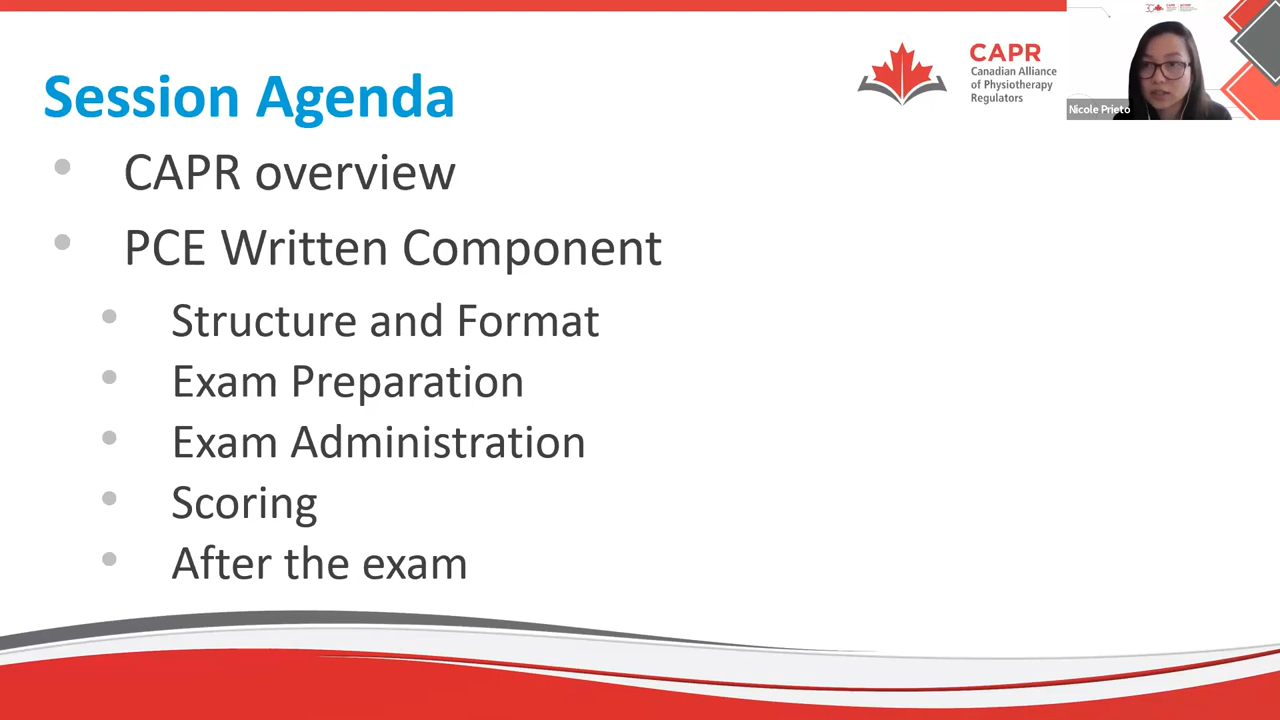 Session Agenda
CAPR overview
PCE Written Component
Structure and Format
Exam Preparation
Exam Administration
Scoring
After the exam
CAPR
Canadian Alliance
of Physiotherapy
Regulators
Nicole Prieto